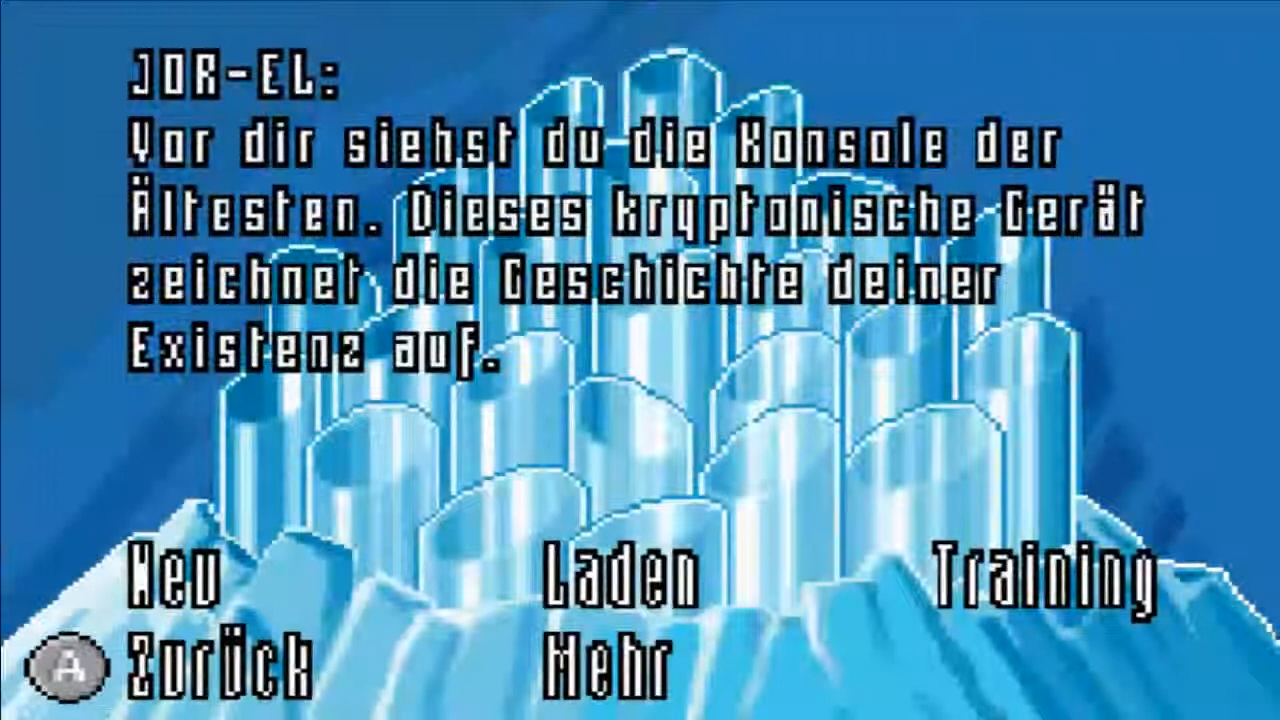 JOR-EL:
Vor dir siehst du die Konsole der
Ältesten. Dieses kryptonische Gerät
zeichnet die Geschichte deiner
Existenz auf.
Neu Laden Training
A Zurück Mehr